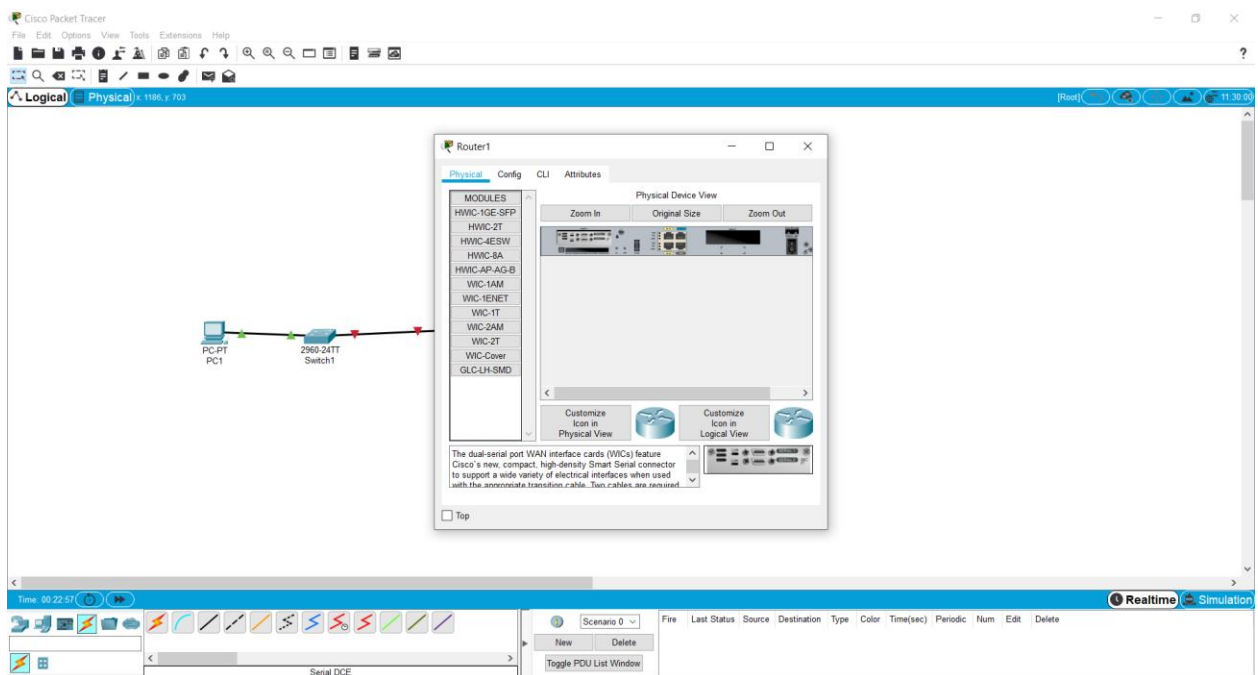 Cisco Packet Tracer
File Edit Options View Tools Extensions Help
?
Logical Physical x: 1186, y: 703 [Root] 11:30:00
Router1
Physical Config CLI Attributes
MODULES
HWIC-1GE-SFP
HWIC-2T
HWIC-4ESW
HWIC-8A
HWIC-AP-AG-B
WIC-1AM
WIC-1ENET
WIC-1T
WIC-2AM
WIC-2T
WIC-Cover
GLC-LH-SMD
Physical Device View
Zoom In Original Size Zoom Out
Customize
Icon in
Physical View
Customize
Icon in
Logical View
The dual-serial port WAN interface cards (WICs) feature
Cisco's new, compact, high-density Smart Serial connector
to support a wide variety of electrical interfaces when used
with the appropriate transition cable. Two cables are required
Top
PC-PT
PC1
2960-24TT
Switch1
Time: 00:22:57
Realtime Simulation
Scenario 0
New Delete
Toggle PDU List Window
Fire Last Status Source Destination Type Color Time(sec) Periodic Num Edit Delete
Serial DCE